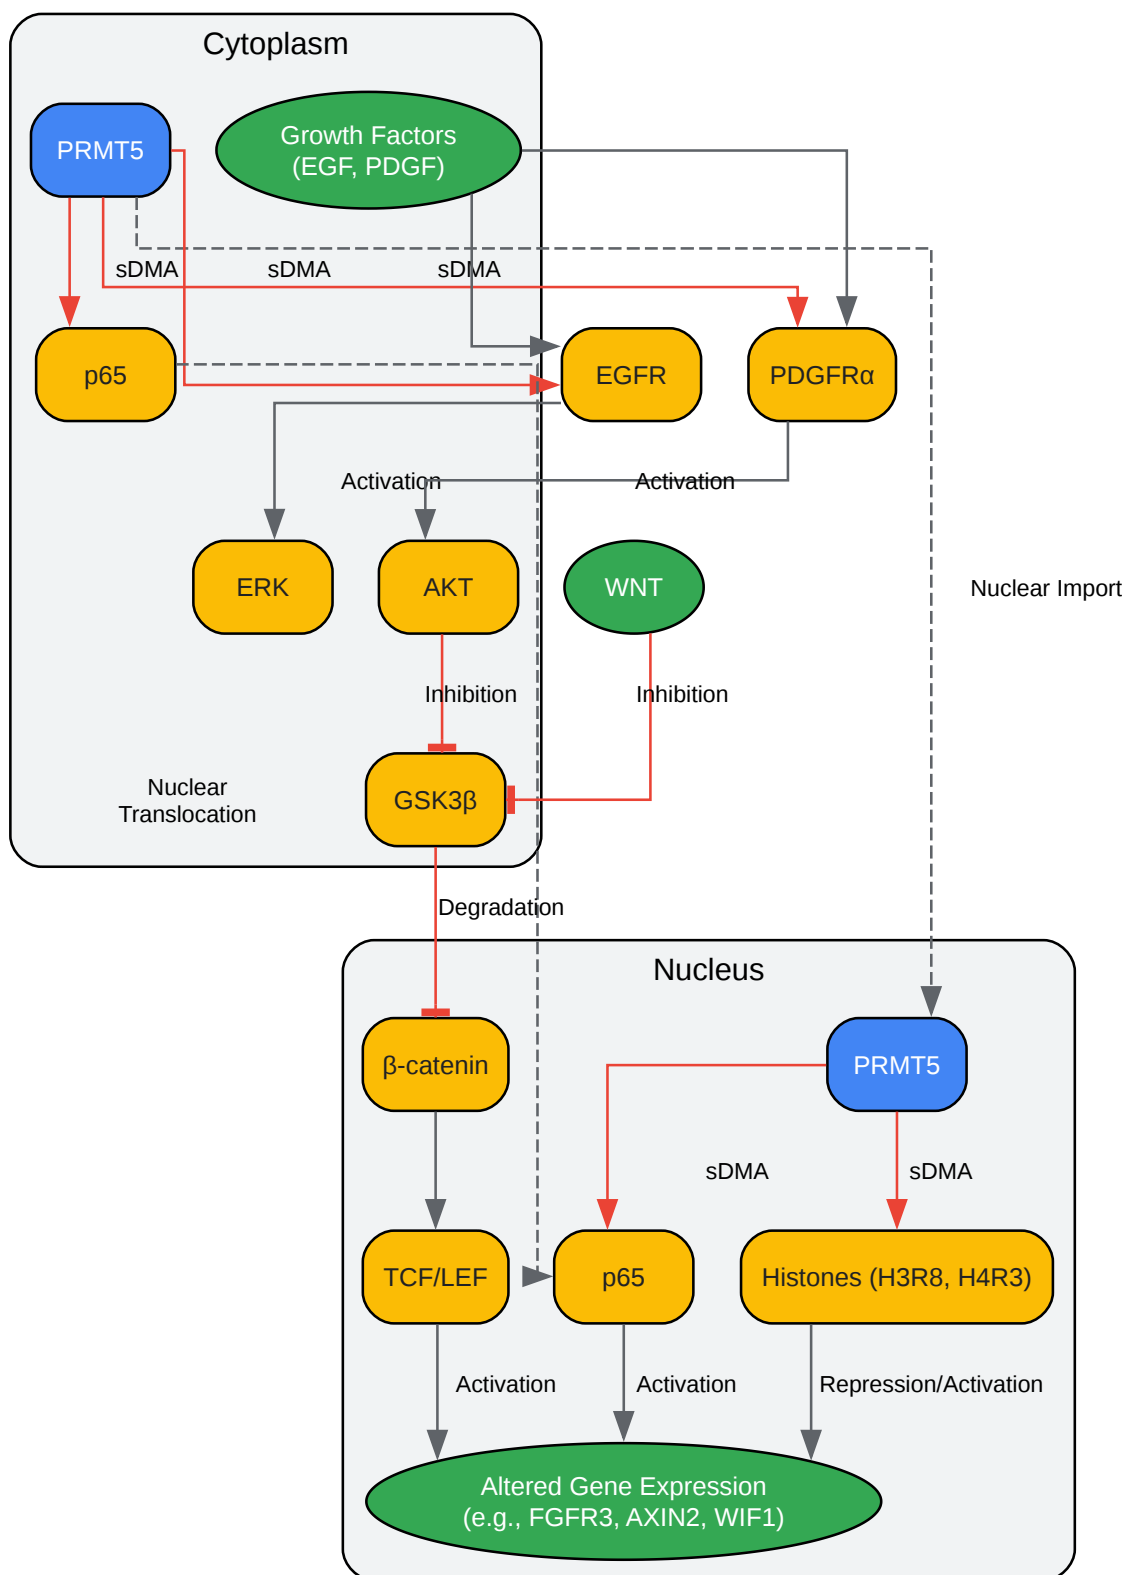 Cytoplasm
PRMT5
Growth Factors
(EGF, PDGF)
sDMA
sDMA
sDMA
p65
EGFR
PDGFRα
Activation
Activation
ERK
AKT
WNT
Nuclear Import
Inhibition
Inhibition
Nuclear
Translocation
GSK3β
Degradation
Nucleus
β-catenin
PRMT5
sDMA
sDMA
TCF/LEF
p65
Histones (H3R8, H4R3)
Activation
Activation
Repression/Activation
Altered Gene Expression
(e.g., FGFR3, AXIN2, WIF1)